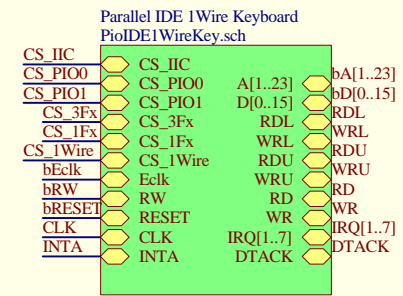 Parallel IDE 1Wire Keyboard
PioIDE1WireKey.sch
CS_IIC CS_IIC
CS_PIO0 CS_PIO0 A[1..23] bA[1..23]
CS_PIO1 CS_PIO1 D[0..15] bD[0..15]
CS_3Fx CS_3Fx RDL RDL
CS_1Fx CS_1Fx WRL WRL
CS_1Wire CS_1Wire RDU RDU
bEclk Eclk WRU WRU
bRW RW RD RD
bRESET RESET WR WR
CLK CLK IRQ[1..7] IRQ[1..7]
INTA INTA DTACK DTACK